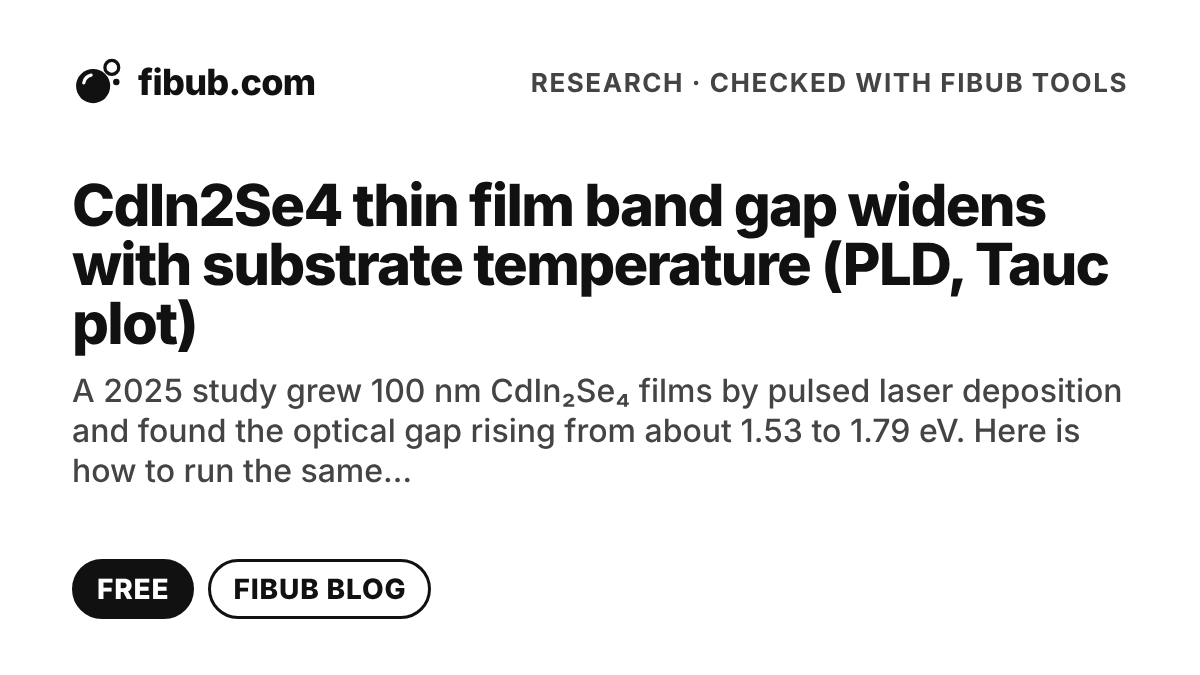 fibub.com
RESEARCH · CHECKED WITH FIBUB TOOLS
CdIn2Se4 thin film band gap widens
with substrate temperature (PLD, Tauc
plot)
A 2025 study grew 100 nm CdIn₂Se₄ films by pulsed laser deposition
and found the optical gap rising from about 1.53 to 1.79 eV. Here is
how to run the same...
FREE
FIBUB BLOG